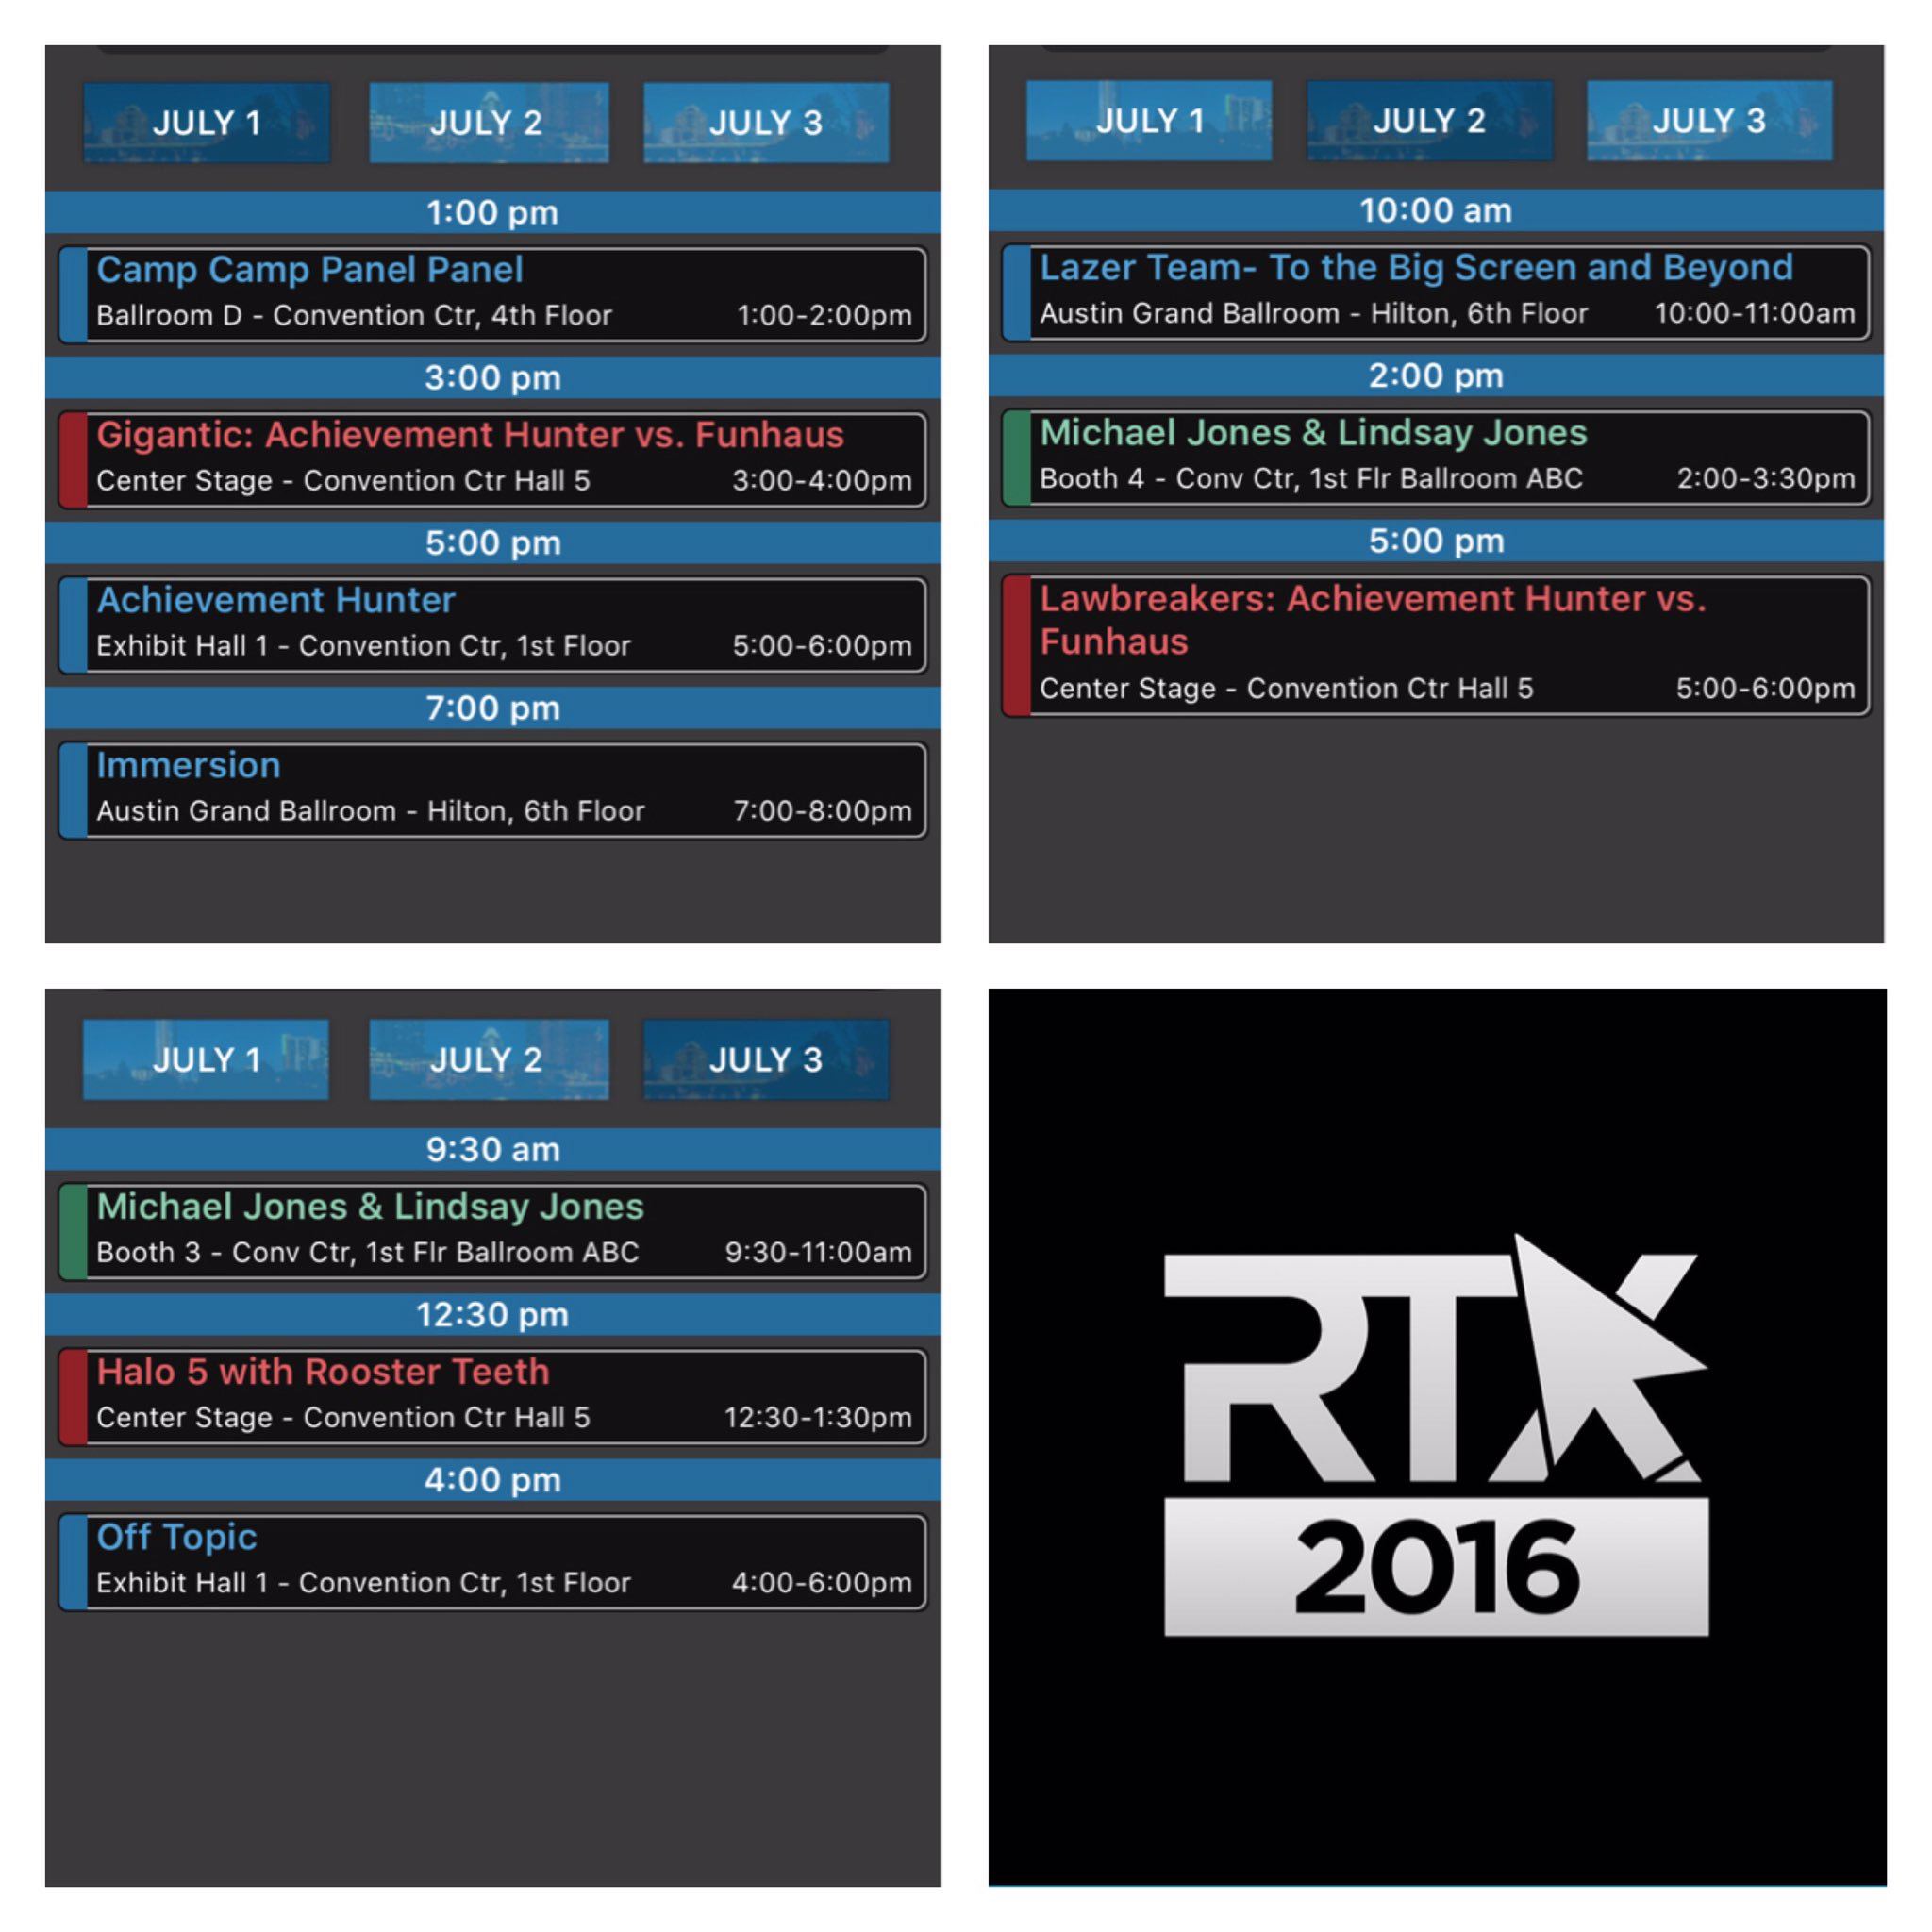 JULY 1 JULY 2 JULY 3
1:00 pm
Camp Camp Panel Panel
Ballroom D - Convention Ctr, 4th Floor 1:00-2:00pm
3:00 pm
Gigantic: Achievement Hunter vs. Funhaus
Center Stage - Convention Ctr Hall 5 3:00-4:00pm
5:00 pm
Achievement Hunter
Exhibit Hall 1 - Convention Ctr, 1st Floor 5:00-6:00pm
7:00 pm
Immersion
Austin Grand Ballroom - Hilton, 6th Floor 7:00-8:00pm
JULY 1 JULY 2 JULY 3
10:00 am
Lazer Team- To the Big Screen and Beyond
Austin Grand Ballroom - Hilton, 6th Floor 10:00-11:00am
2:00 pm
Michael Jones & Lindsay Jones
Booth 4 - Conv Ctr, 1st Flr Ballroom ABC 2:00-3:30pm
5:00 pm
Lawbreakers: Achievement Hunter vs.
Funhaus
Center Stage - Convention Ctr Hall 5 5:00-6:00pm
JULY 1 JULY 2 JULY 3
9:30 am
Michael Jones & Lindsay Jones
Booth 3 - Conv Ctr, 1st Flr Ballroom ABC 9:30-11:00am
12:30 pm
Halo 5 with Rooster Teeth
Center Stage - Convention Ctr Hall 5 12:30-1:30pm
4:00 pm
Off Topic
Exhibit Hall 1 - Convention Ctr, 1st Floor 4:00-6:00pm
RTX
2016